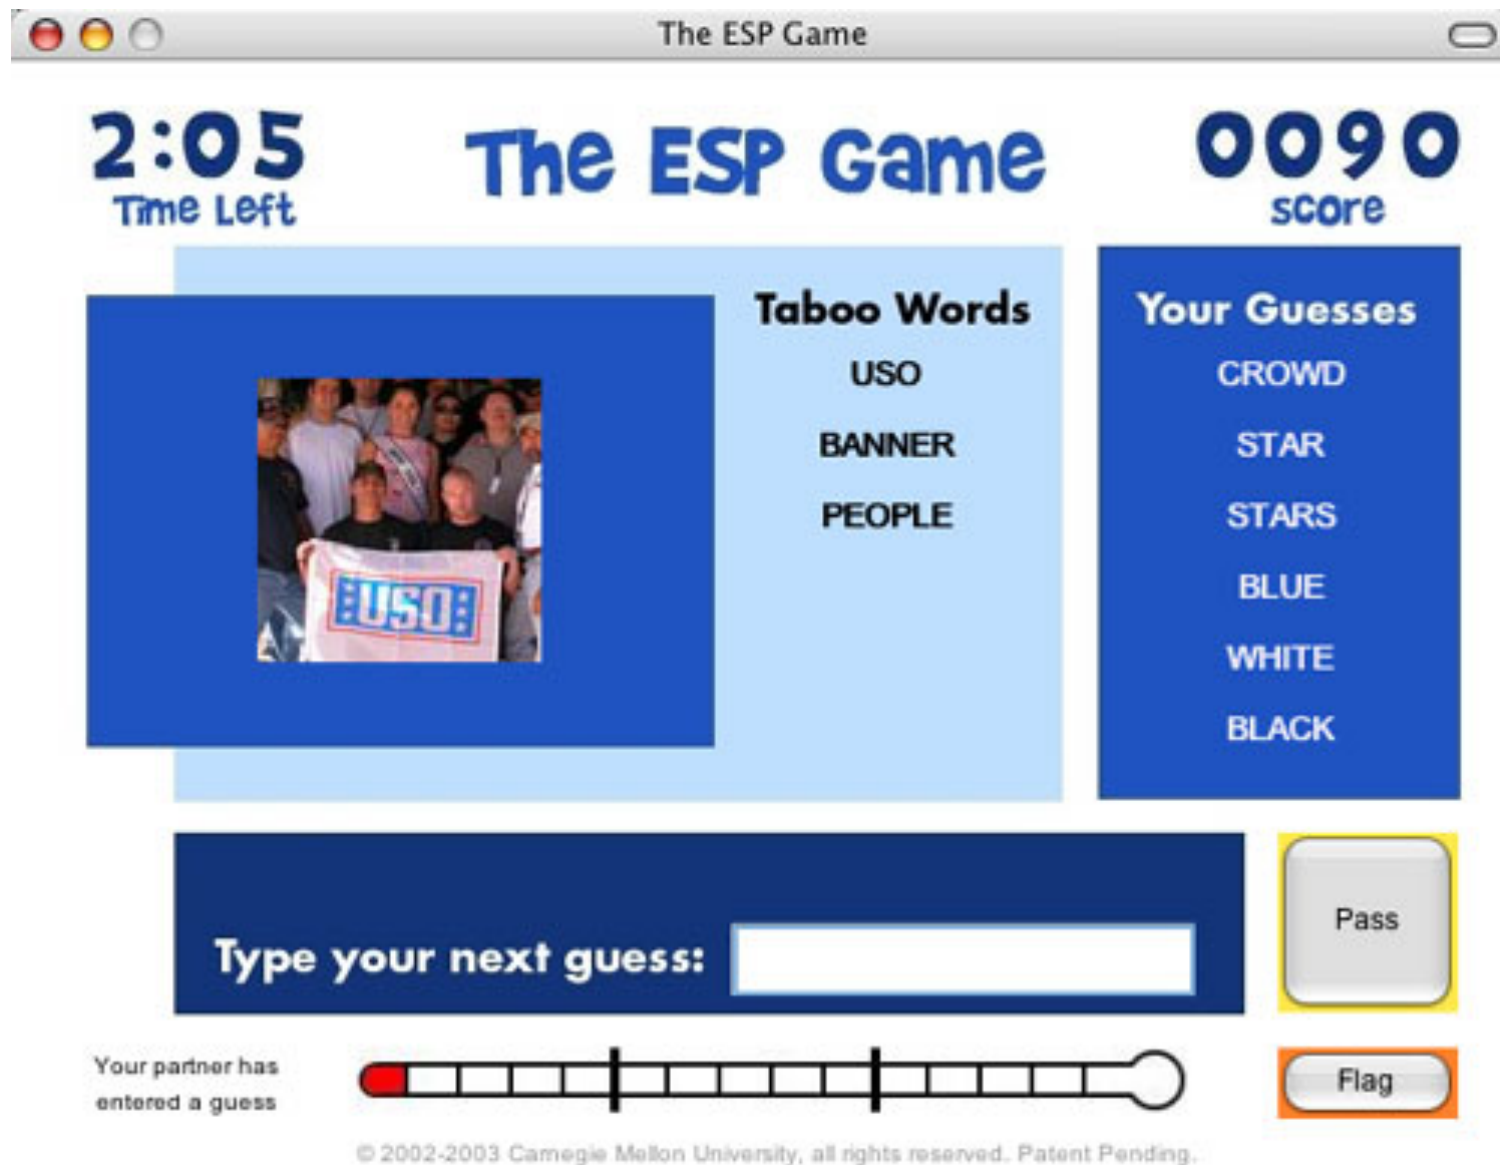 The ESP Game
2:05
Time Left
The ESP Game
0090
score
Taboo Words
USO
BANNER
PEOPLE
Your Guesses
CROWD
STAR
STARS
BLUE
WHITE
BLACK
USO
Type your next guess:
Pass
Your partner has
entered a guess
Flag
© 2002-2003 Carnegie Mellon University, all rights reserved. Patent Pending.